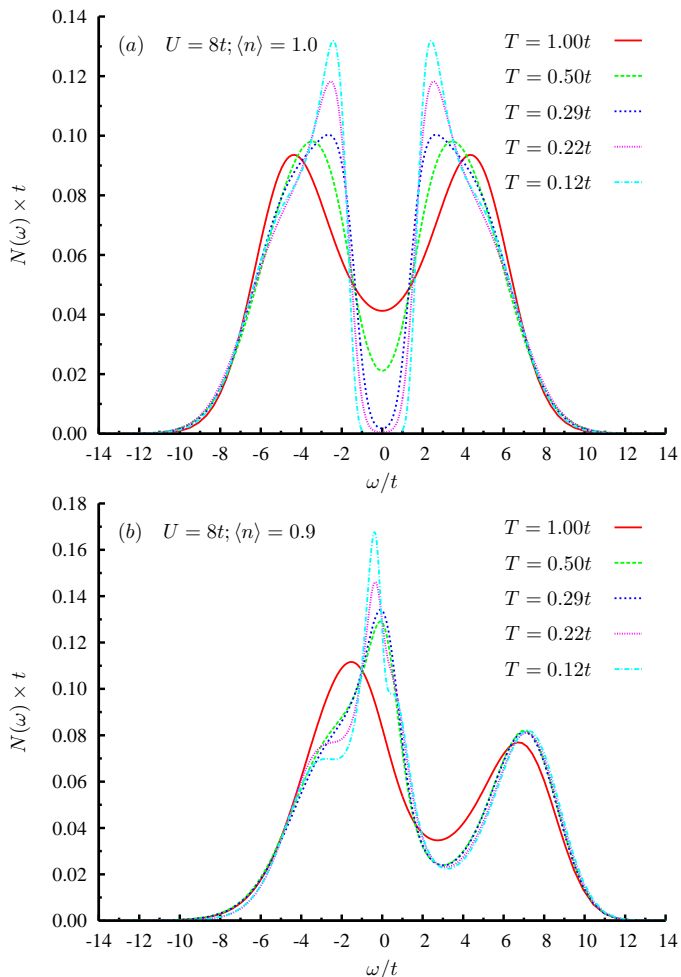 (a) U = 8t; ⟨n⟩ = 1.0
T = 1.00t
T = 0.50t
T = 0.29t
T = 0.22t
T = 0.12t
N(ω) × t
0.14
0.12
0.10
0.08
0.06
0.04
0.02
0.00
-14 -12 -10 -8 -6 -4 -2 0 2 4 6 8 10 12 14
ω/t
(b) U = 8t; ⟨n⟩ = 0.9
T = 1.00t
T = 0.50t
T = 0.29t
T = 0.22t
T = 0.12t
N(ω) × t
0.18
0.16
0.14
0.12
0.10
0.08
0.06
0.04
0.02
0.00
-14 -12 -10 -8 -6 -4 -2 0 2 4 6 8 10 12 14
ω/t